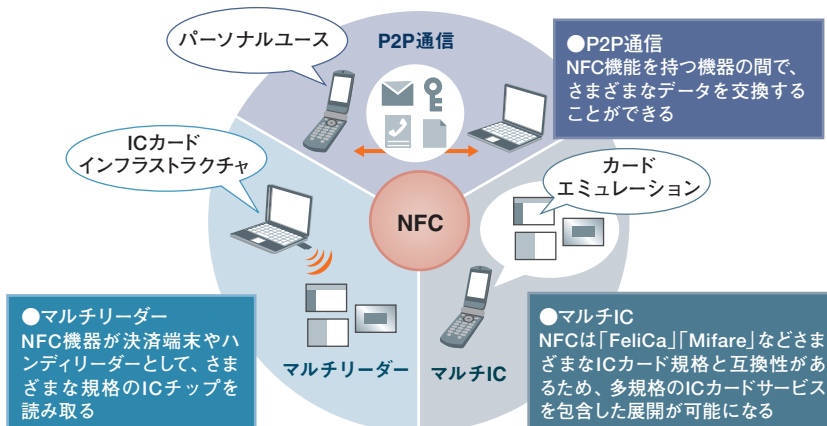 パーソナルユース
P2P通信
●P2P通信
NFC機能を持つ機器の間で、
さまざまなデータを交換する
ことができる
ICカード
インフラストラクチャ
カード
エミュレーション
NFC
●マルチリーダー
NFC機器が決済端末やハ
ンディリーダーとして、さま
ざまな規格のICチップを
読み取る
マルチリーダー
マルチIC
●マルチIC
NFCは「FeliCa」「Mifare」などさま
ざまなICカード規格と互換性があ
るため、多規格のICカードサービス
を包含した展開が可能になる